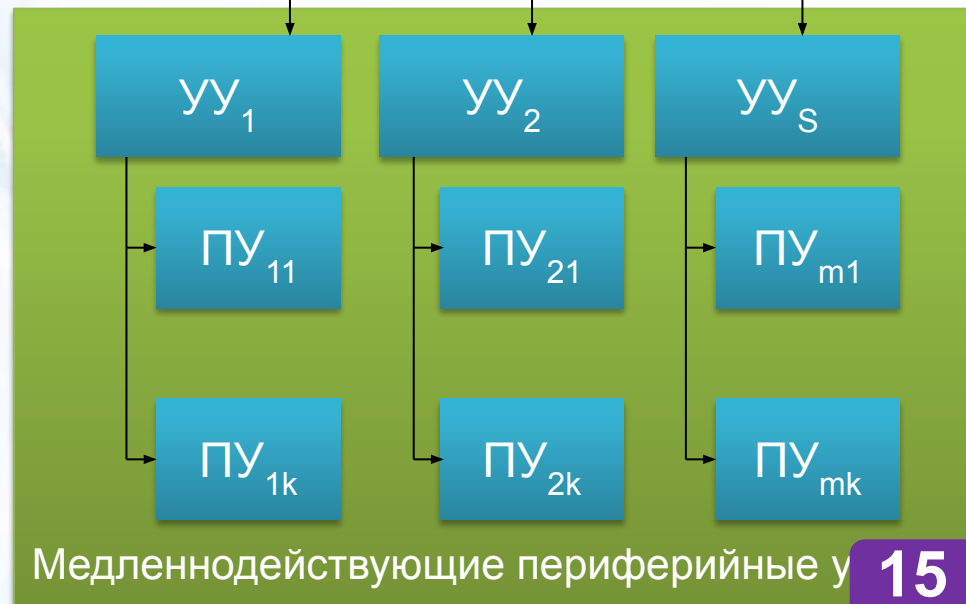 УУ1 УУ2 УУS
ПУ11 ПУ21 ПУm1
ПУ1k ПУ2k ПУmk
Медленнодействующие периферийные у
15